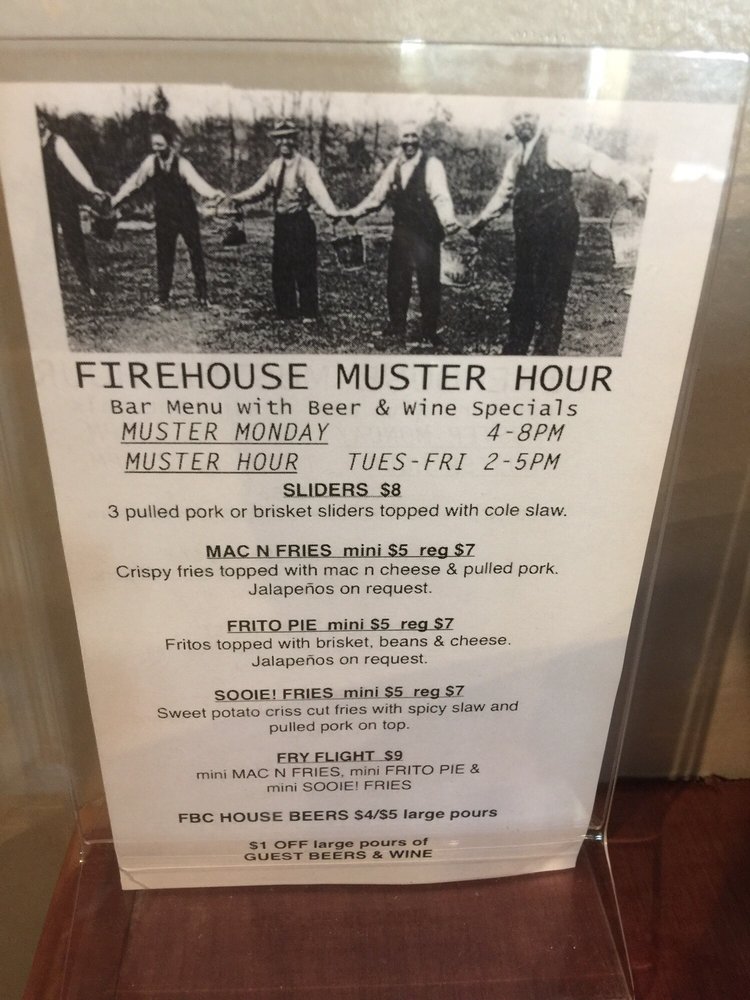 FIREHOUSE MUSTER HOUR
Bar Menu with Beer & Wine Specials
MUSTER MONDAY 4-8PM
MUSTER HOUR TUES-FRI 2-5PM
SLIDERS $8
3 pulled pork or brisket sliders topped with cole slaw.
MAC N FRIES mini $5 reg $7
Crispy fries topped with mac n cheese & pulled pork.
Jalapeños on request.
FRITO PIE mini $5 reg $7
Fritos topped with brisket, beans & cheese.
Jalapeños on request.
SOOIE! FRIES mini $5 reg $7
Sweet potato criss cut fries with spicy slaw and
pulled pork on top.
FRY FLIGHT $9
mini MAC N FRIES, mini FRITO PIE &
mini SOOIE! FRIES
FBC HOUSE BEERS $4/$5 large pours
$1 OFF large pours of
GUEST BEERS & WINE